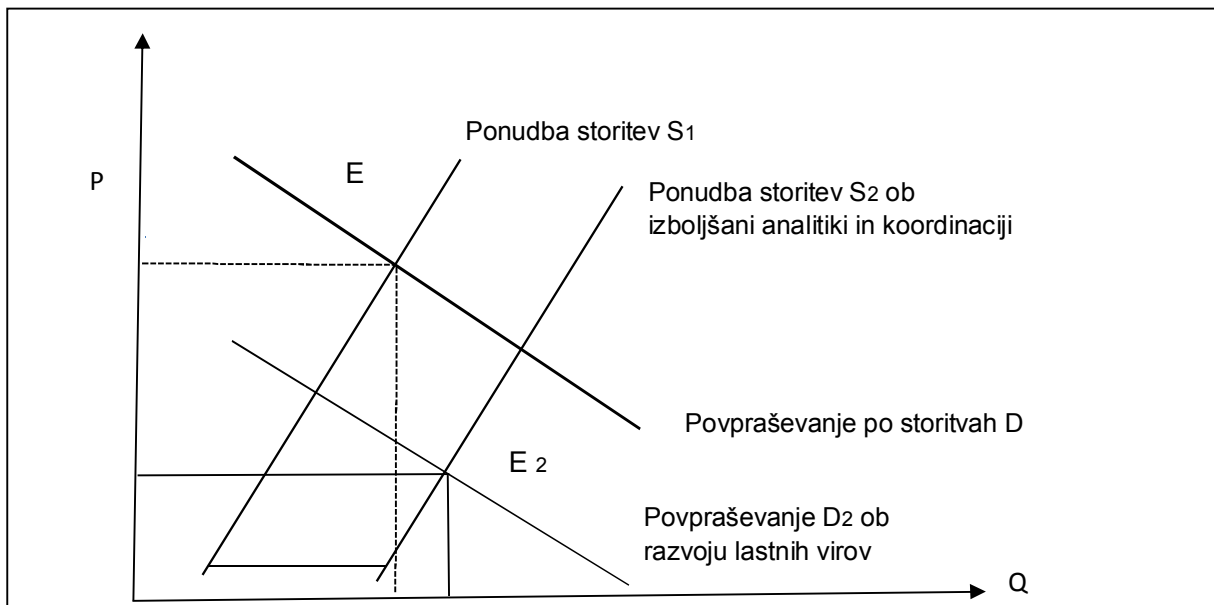 Ponudba storitev S1
E
P
Ponudba storitev S2 ob
izboljšani analitiki in koordinaciji
Povpraševanje po storitvah D
E 2
Povpraševanje D2 ob
razvoju lastnih virov
Q